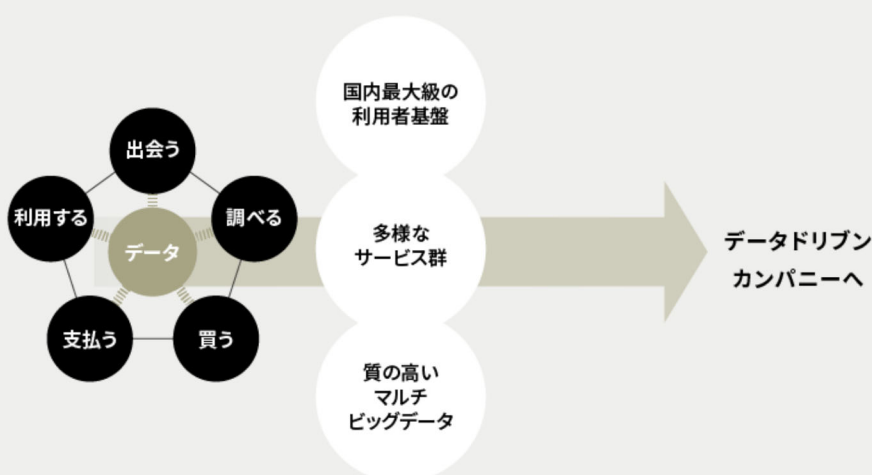 出会う
利用する
調べる
データ
支払う
買う
国内最大級の
利用者基盤
多様な
サービス群
質の高い
マルチ
ビッグデータ
データドリブン
カンパニーへ